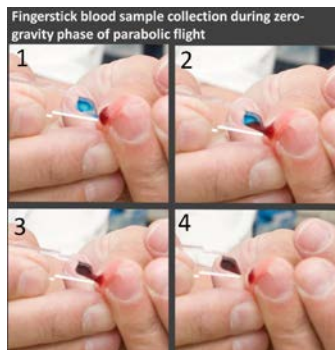 Fingerstick blood sample collection during zero-
gravity phase of parabolic flight
1
2
3
4